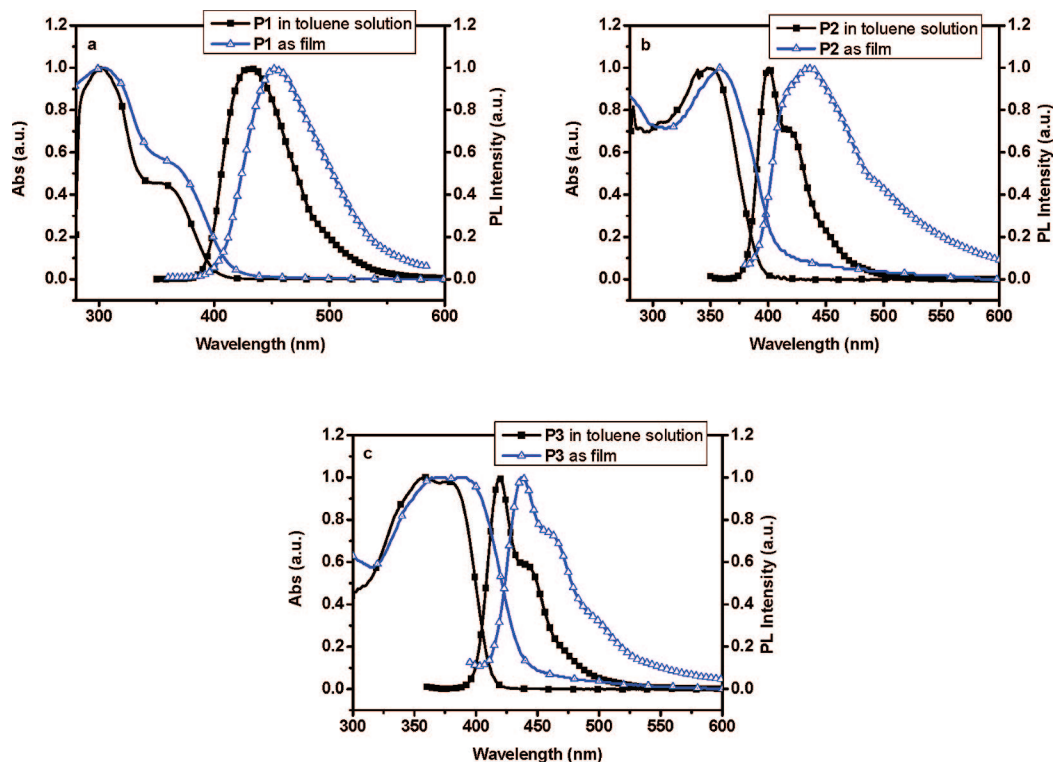 a
P1 in toluene solution
P1 as film
1.2 1.0 0.8 0.6 0.4 0.2 0.0
Abs (a.u.)
1.2 1.0 0.8 0.6 0.4 0.2 0.0
PL Intensity (a.u.)
300 400 500 600
Wavelength (nm)
b
P2 in toluene solution
P2 as film
1.2 1.0 0.8 0.6 0.4 0.2 0.0
Abs (a.u.)
1.2 1.0 0.8 0.6 0.4 0.2 0.0
PL Intensity (a.u.)
300 350 400 450 500 550 600
Wavelength (nm)
c
P3 in toluene solution
P3 as film
1.2 1.0 0.8 0.6 0.4 0.2 0.0
Abs (a.u.)
1.2 1.0 0.8 0.6 0.4 0.2 0.0
PL Intensity (a.u.)
300 350 400 450 500 550 600
Wavelength (nm)